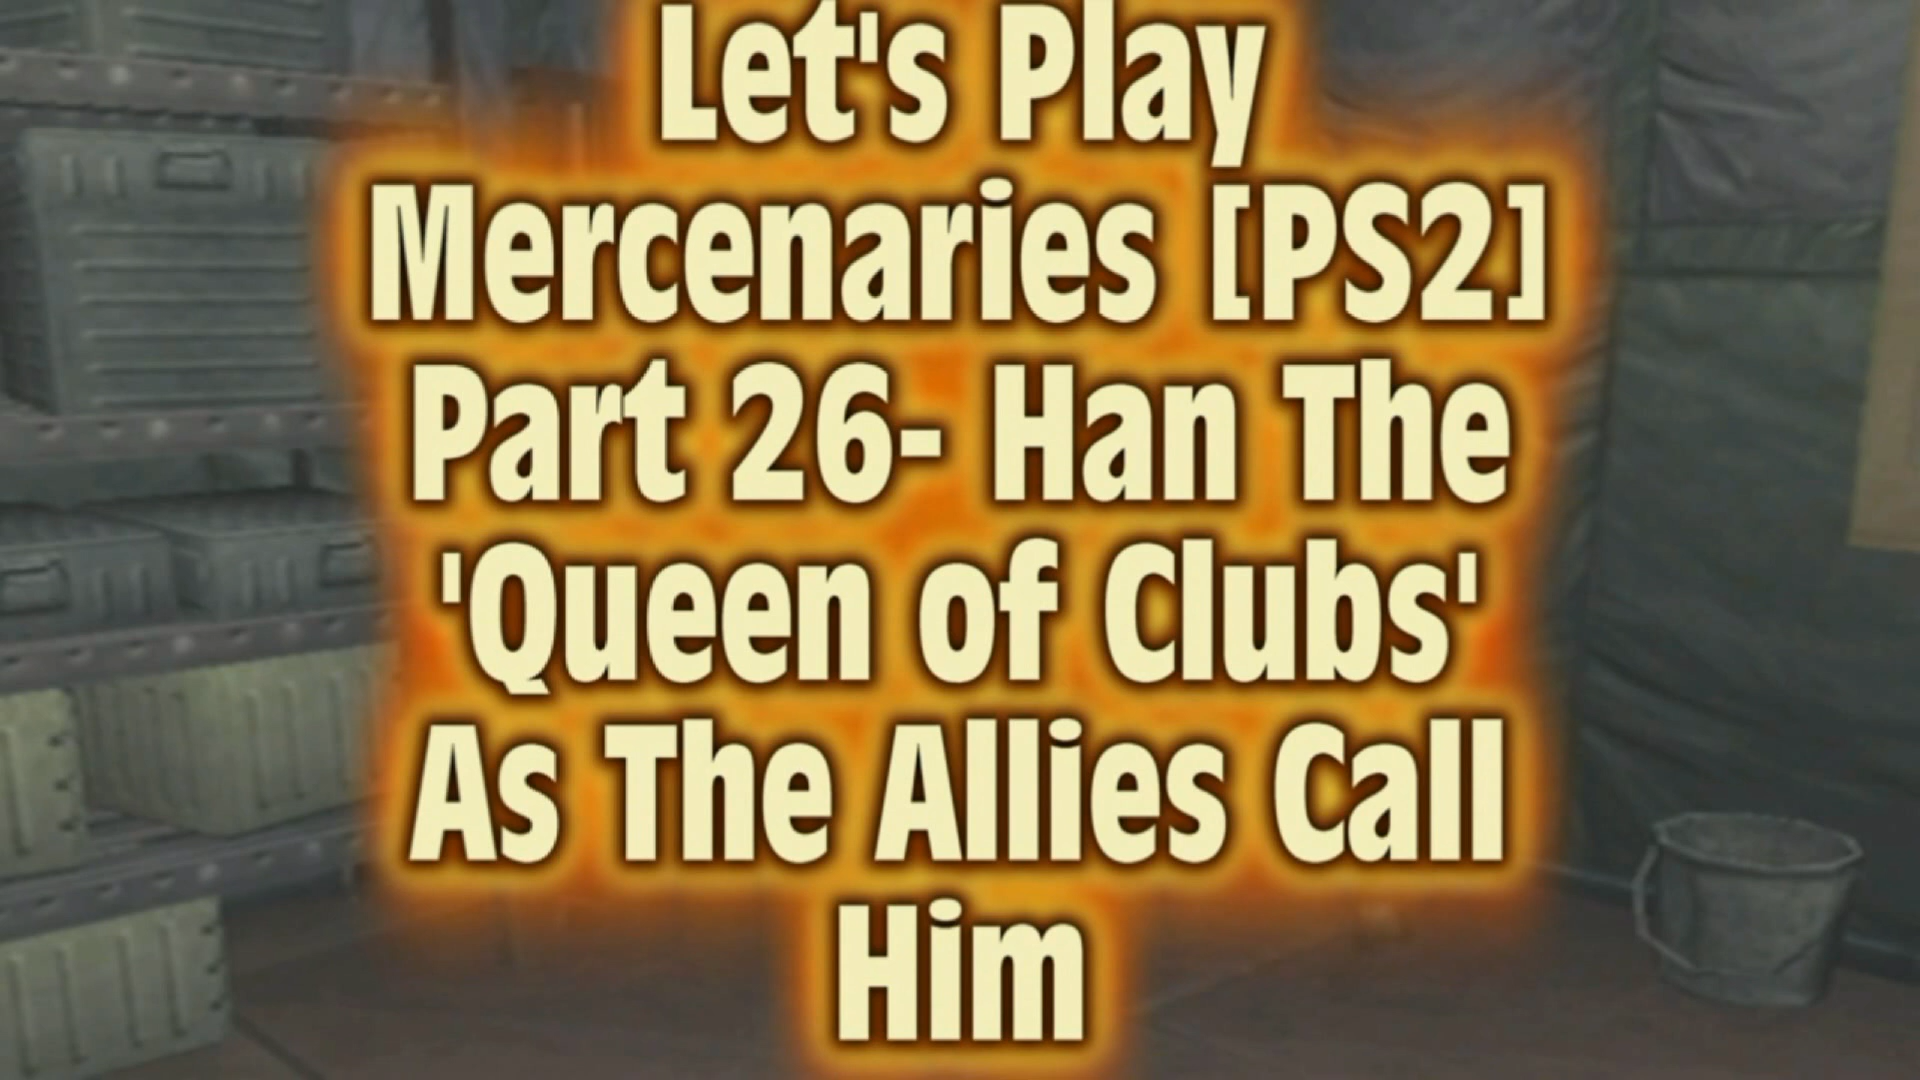 Let's Play
Mercenaries [PS2]
Part 26- Han The
'Queen of Clubs'
As The Allies Call
Him